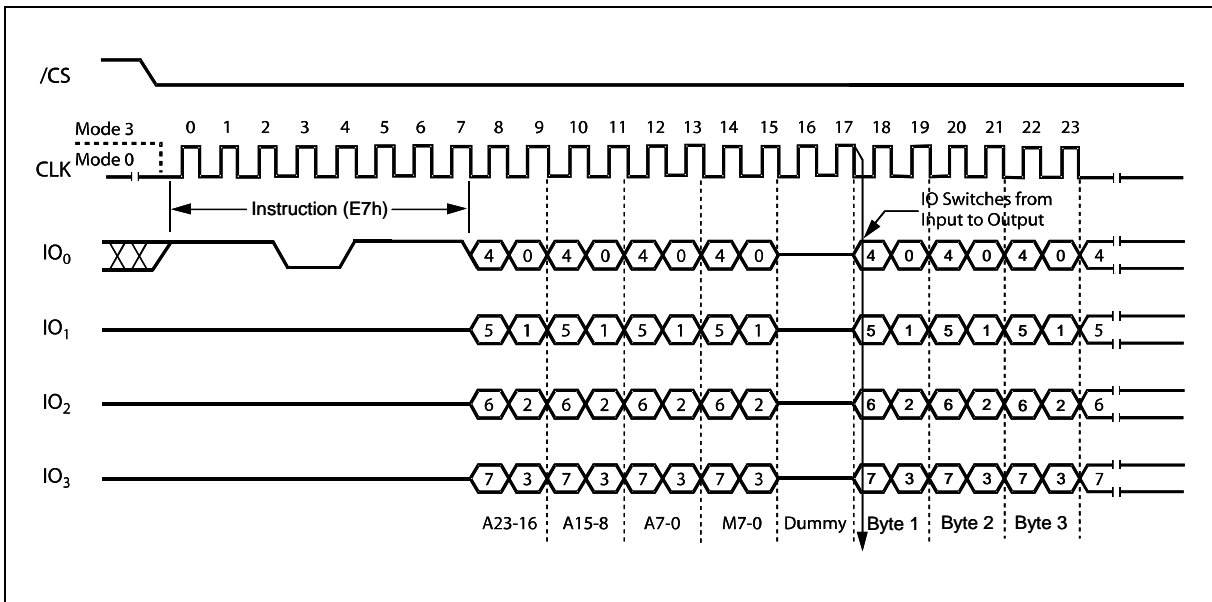 /CS
Mode 3
0 1 2 3 4 5 6 7 8 9 10 11 12 13 14 15 16 17 18 19 20 21 22 23
CLK
Mode 0
Instruction (E7h)
IO Switches from
Input to Output
IO0
4 0 4 0 4 0 4 0 4 0 4 0 4 0 4
IO1
5 1 5 1 5 1 5 1 5 1 5 1 5 1 5
IO2
6 2 6 2 6 2 6 2 6 2 6 2 6 2 6
IO3
7 3 7 3 7 3 7 3 7 3 7 3 7 3 7
A23-16 A15-8 A7-0 M7-0 Dummy Byte 1 Byte 2 Byte 3